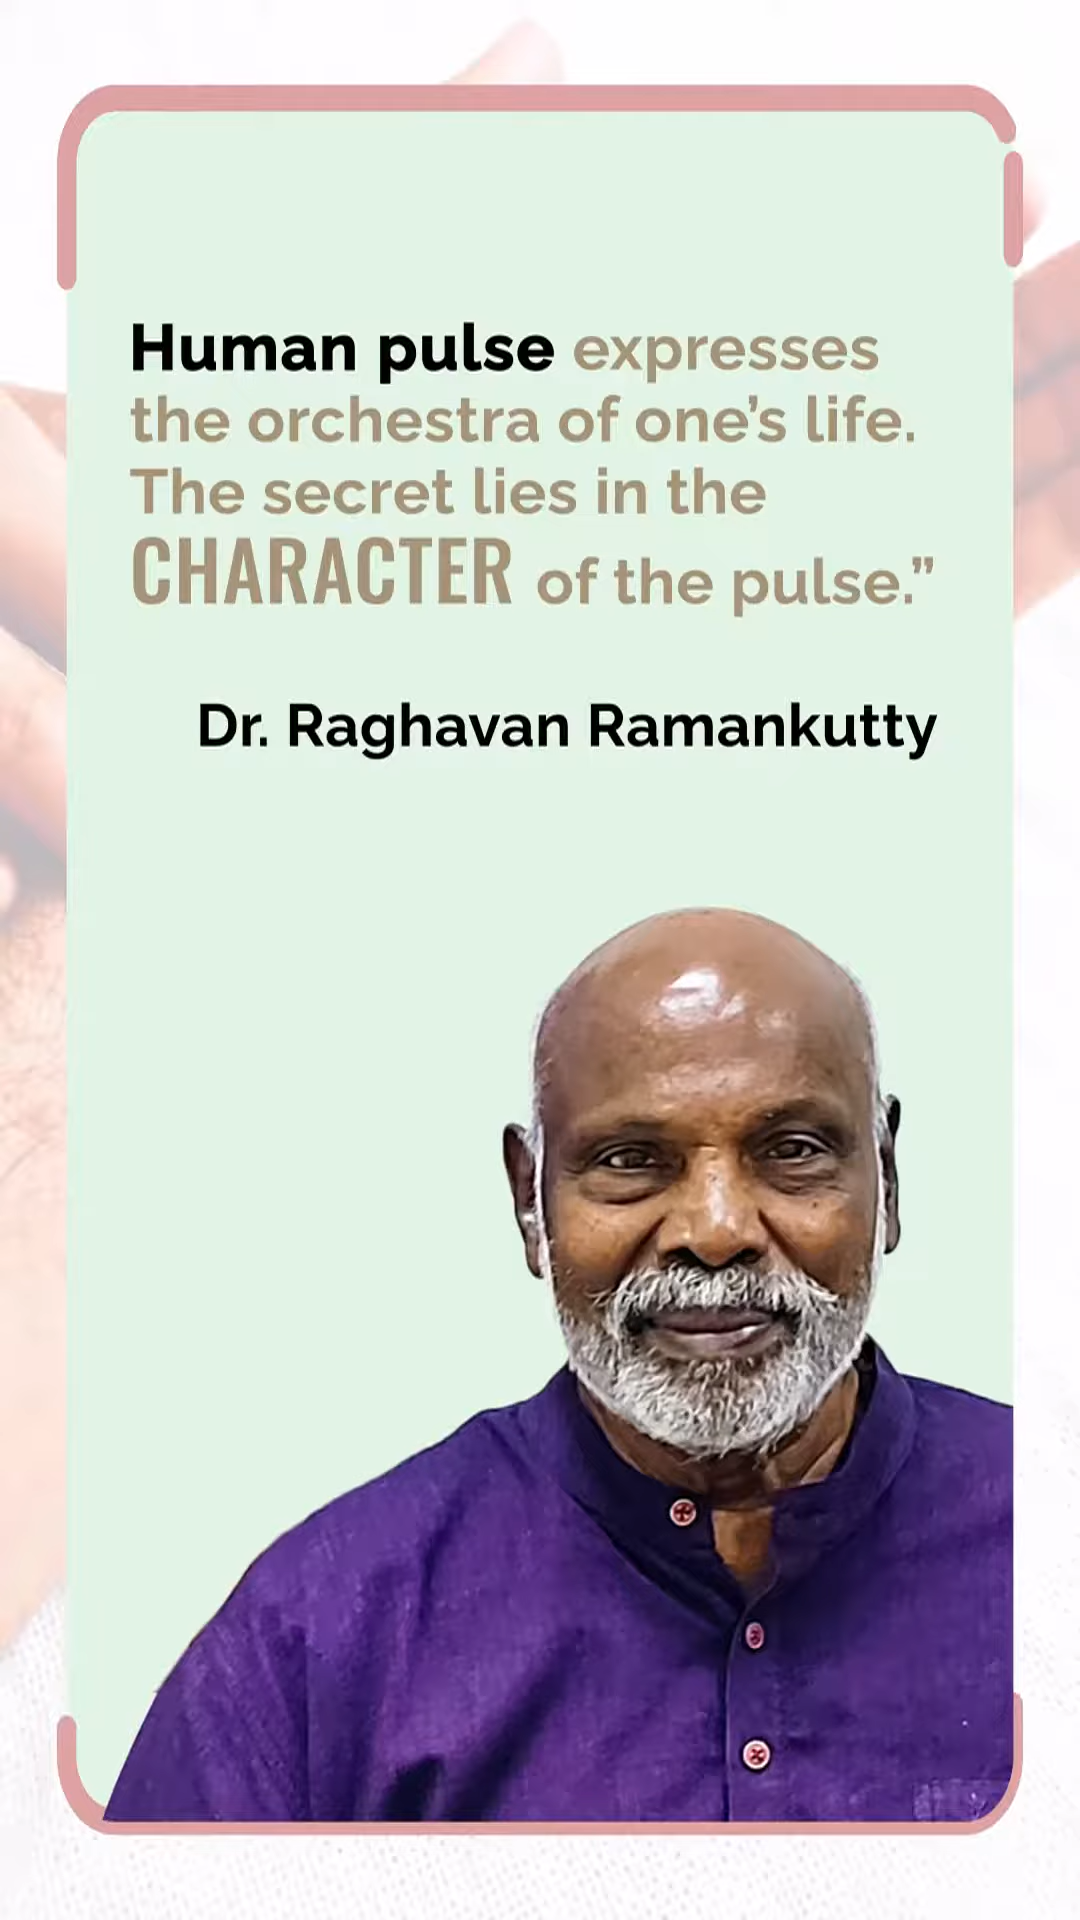 Human pulse expresses
the orchestra of one’s life.
The secret lies in the
CHARACTER of the pulse.”
Dr. Raghavan Ramankutty